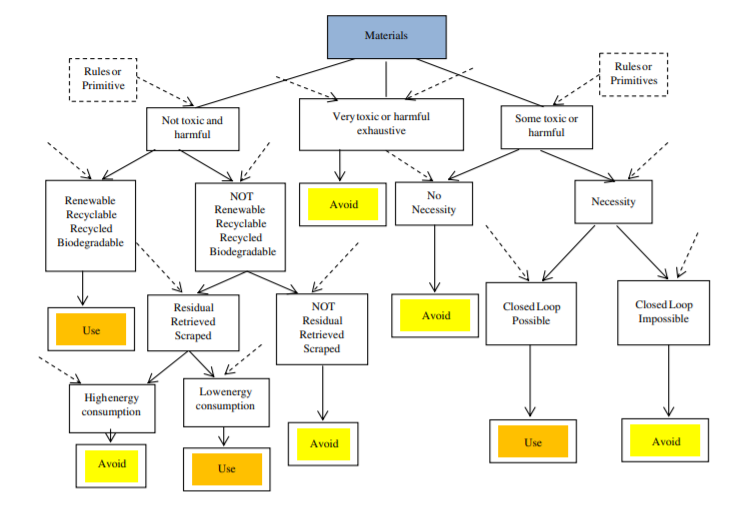 Materials
Rules or
Primitive
Rules or
Primitives
Not toxic and
harmful
Very toxic or harmful
exhaustive
Some toxic or
harmful
Renewable
Recyclable
Recycled
Biodegradable
NOT
Renewable
Recyclable
Recycled
Biodegradable
Avoid
No
Necessity
Necessity
Use
Residual
Retrieved
Scraped
NOT
Residual
Retrieved
Scraped
Avoid
Closed Loop
Possible
Closed Loop
Impossible
High energy
consumption
Low energy
consumption
Avoid
Use
Avoid
Use
Avoid